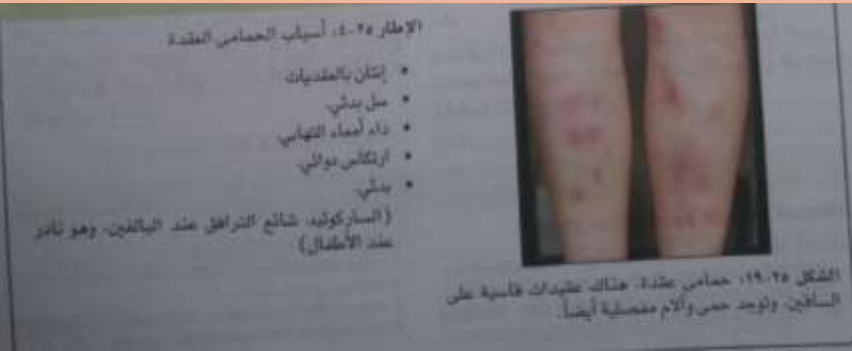 الإطار ٢٥-٤: أسباب الحمامى العقدة
• إنتان بالعقديات
• سل بدئي.
• داء أمعاء التهابي
• ارتكاس دوائي.
• بدئي.
(الساركوئيد شائع الترافق عند البالغين، وهو نادر
عند الأطفال)
الشكل ٢٥-١٩: حمامى عقدة. هناك عقيدات قاسية على
الساقين، وتوجد حمى وآلام مفصلية أيضاً.